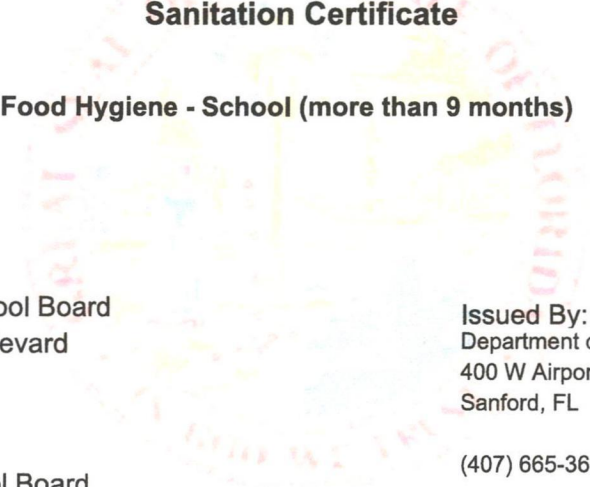 Sanitation Certificate
Food Hygiene - School (more than 9 months)
ool Board
evard
Issued By:
Department
400 W Airpor
Sanford, FL
(407) 665-36
l Board